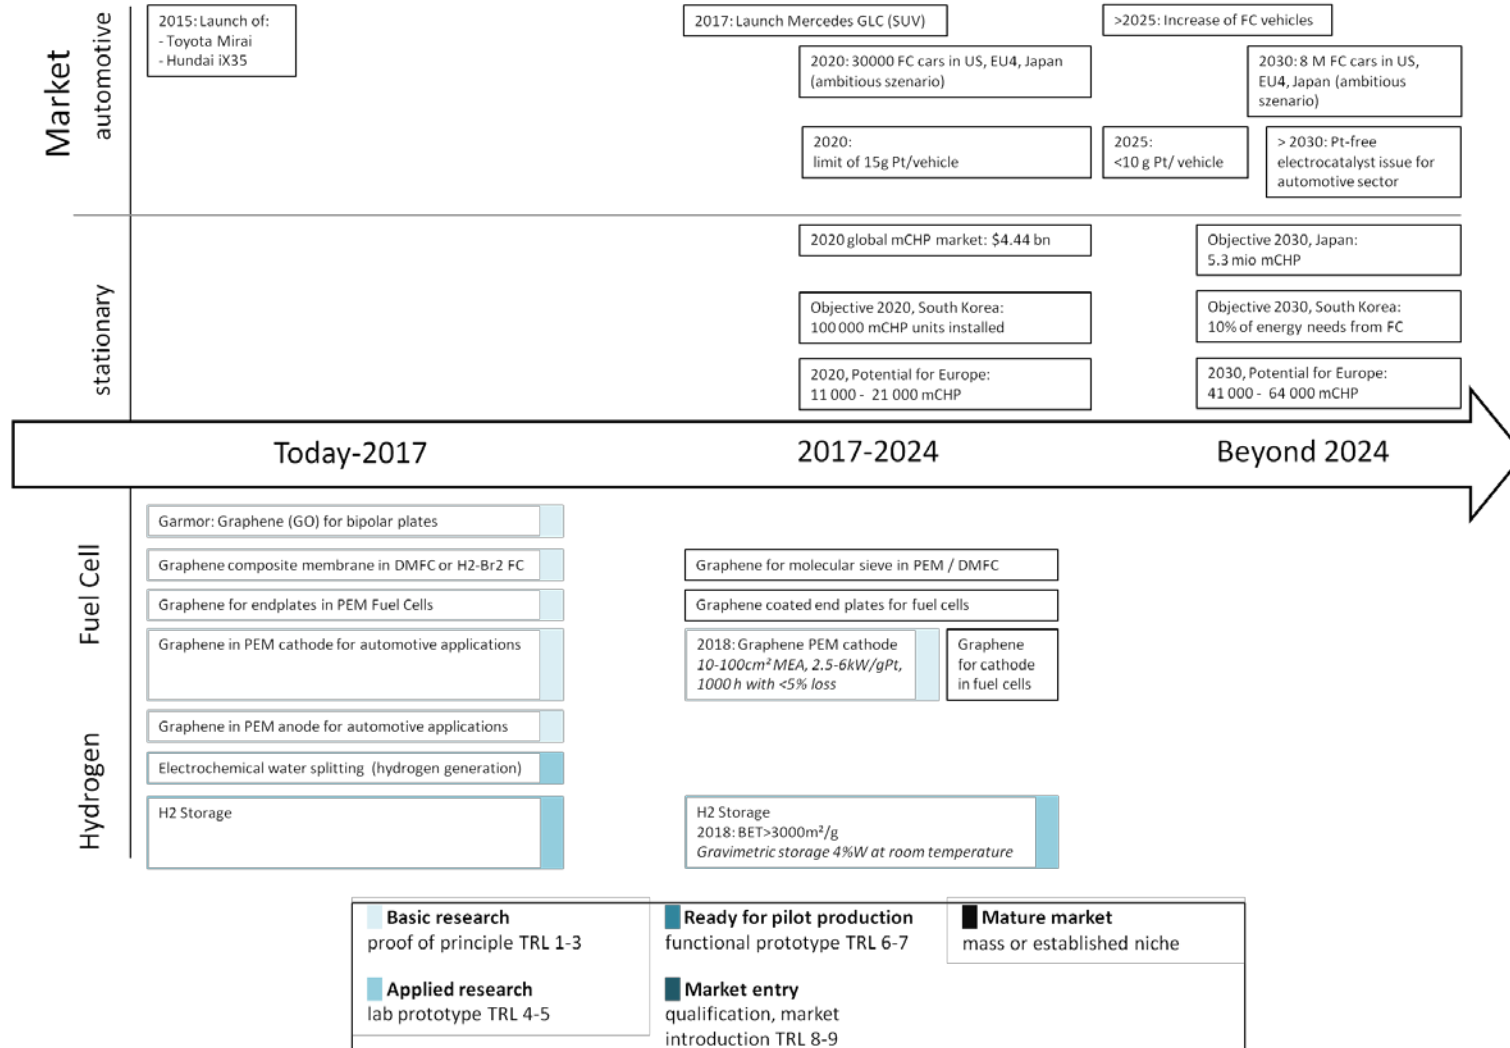 Market
automotive
2015: Launch of:
- Toyota Mirai
- Hundai iX35
2017: Launch Mercedes GLC (SUV)
>2025: Increase of FC vehicles
2020: 30000 FC cars in US, EU4, Japan
(ambitious szenario)
2030: 8 M FC cars in US,
EU4, Japan (ambitious
szenario)
2020:
limit of 15g Pt/vehicle
2025:
<10 g Pt/ vehicle
> 2030: Pt-free
electrocatalyst issue for
automotive sector
stationary
2020 global mCHP market: $4.44 bn
Objective 2030, Japan:
5.3 mio mCHP
Objective 2020, South Korea:
100 000 mCHP units installed
Objective 2030, South Korea:
10% of energy needs from FC
2020, Potential for Europe:
11 000 - 21 000 mCHP
2030, Potential for Europe:
41 000 - 64 000 mCHP
Today-2017
2017-2024
Beyond 2024
Fuel Cell
Garmor: Graphene (GO) for bipolar plates
Graphene composite membrane in DMFC or H2-Br2 FC
Graphene for molecular sieve in PEM / DMFC
Graphene for endplates in PEM Fuel Cells
Graphene coated end plates for fuel cells
Graphene in PEM cathode for automotive applications
2018: Graphene PEM cathode
10-100cm² MEA, 2.5-6kW/gPt,
1000 h with <5% loss
Graphene
for cathode
in fuel cells
Hydrogen
Graphene in PEM anode for automotive applications
Electrochemical water splitting (hydrogen generation)
H2 Storage
H2 Storage
2018: BET>3000m²/g
Gravimetric storage 4%W at room temperature
Basic research
proof of principle TRL 1-3
Applied research
lab prototype TRL 4-5
Ready for pilot production
functional prototype TRL 6-7
Market entry
qualification, market
introduction TRL 8-9
Mature market
mass or established niche